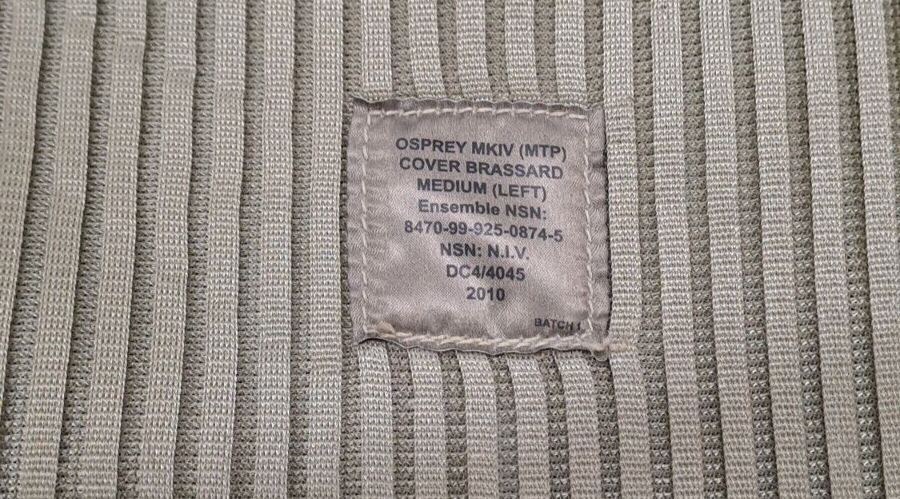 OSPREY MKIV (MTP)
COVER BRASSARD
MEDIUM (LEFT)
Ensemble NSN:
8470-99-925-0874-5
NSN: N.I.V.
DC4/4045
2010
BATCH 1